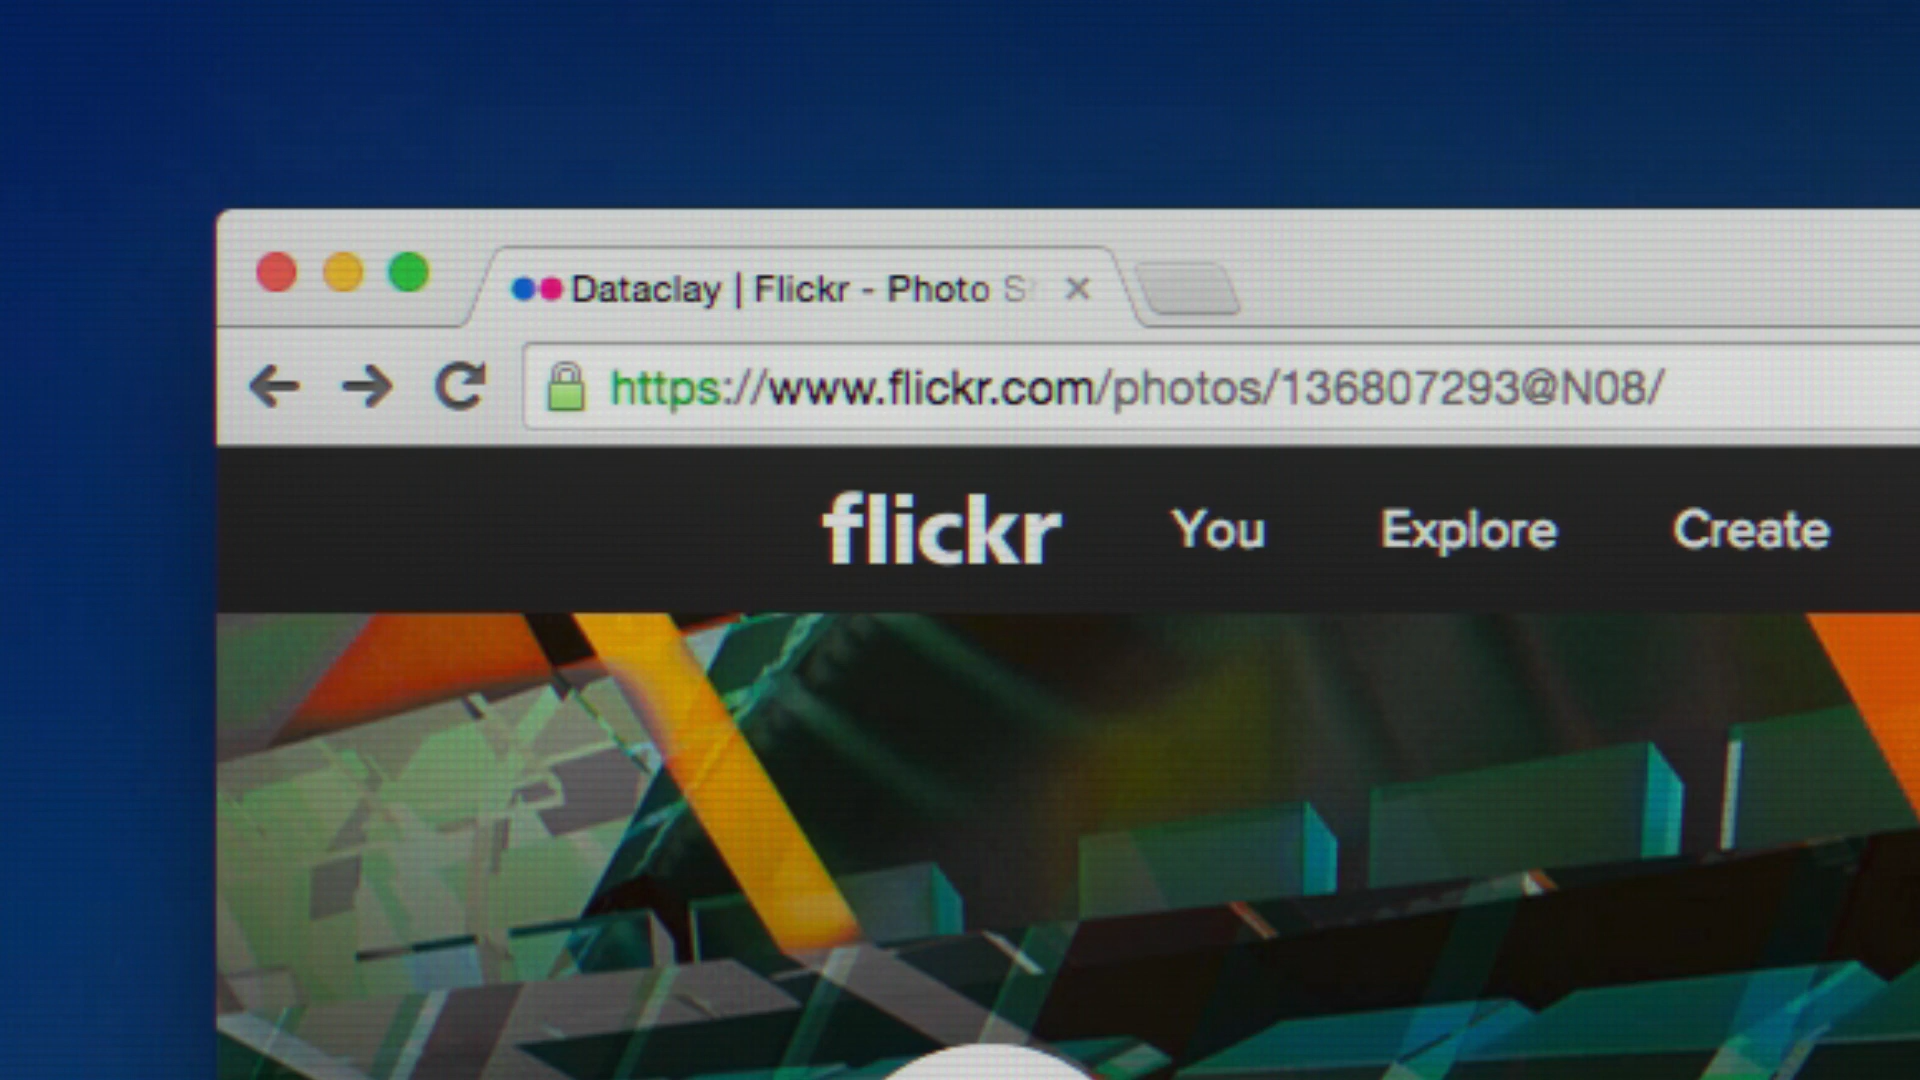 Dataclay | Flickr - Photo S
https://www.flickr.com/photos/136807293@N08/
flickr You Explore Create